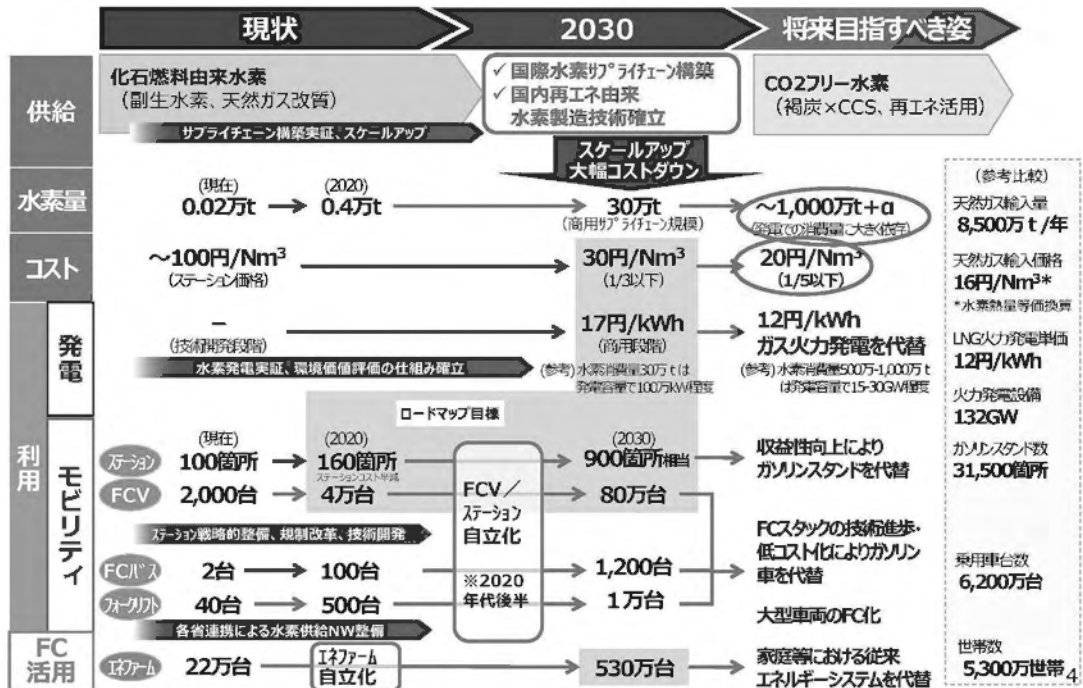 現状
2030
将来目指すべき姿
供給
化石燃料由来水素
(副生水素、天然ガス改質)
✓国際水素サプライチェーン構築
✓国内再エネ由来
水素製造技術確立
CO2フリー水素
(褐炭×CCS、再エネ活用)
サプライチェーン構築実証、スケールアップ
スケールアップ
大幅コストダウン
(参考比較)
水素量
(現在)
0.02万t
(2020)
0.4万t
30万t
(商用サプライチェーン規模)
～1,000万t+α
(発電での消費量に大きく依存)
天然ガス輸入量
8,500万t/年
コスト
～100円/Nm³
(ステーション価格)
30円/Nm³
(1/3以下)
20円/Nm³
(1/5以下)
天然ガス輸入価格
16円/Nm³*
*水素熱量等価換算
利用
発電
－
(技術開発段階)
17円/kWh
(商用段階)
12円/kWh
ガス火力発電を代替
LNG火力発電単価
12円/kWh
水素発電実証、環境価値評価の仕組み確立
(参考)水素消費量30万tは
発電容量で100万kW程度
(参考)水素消費量500万t-1,000万t
は発電容量で15-30GW程度
火力発電設備
132GW
ロードマップ目標
モビリティ
(現在)
(2020)
(2030)
ステーション
100箇所
160箇所
ステーションコスト半減
900箇所相当
収益性向上により
ガソリンスタンドを代替
ガソリンスタンド数
31,500箇所
FCV
2,000台
4万台
FCV／
ステーション
自立化
※2020
年代後半
80万台
ステーション戦略的整備、規制改革、技術開発
FCスタックの技術進歩・
低コスト化によりガソリン
車を代替
FCバス
2台
100台
1,200台
乗用車台数
6,200万台
フォークリフト
40台
500台
1万台
大型車両のFC化
各省連携による水素供給NW整備
FC
活用
エネファーム
22万台
エネファーム
自立化
530万台
家庭等における従来
エネルギーシステムを代替
世帯数
5,300万世帯
4